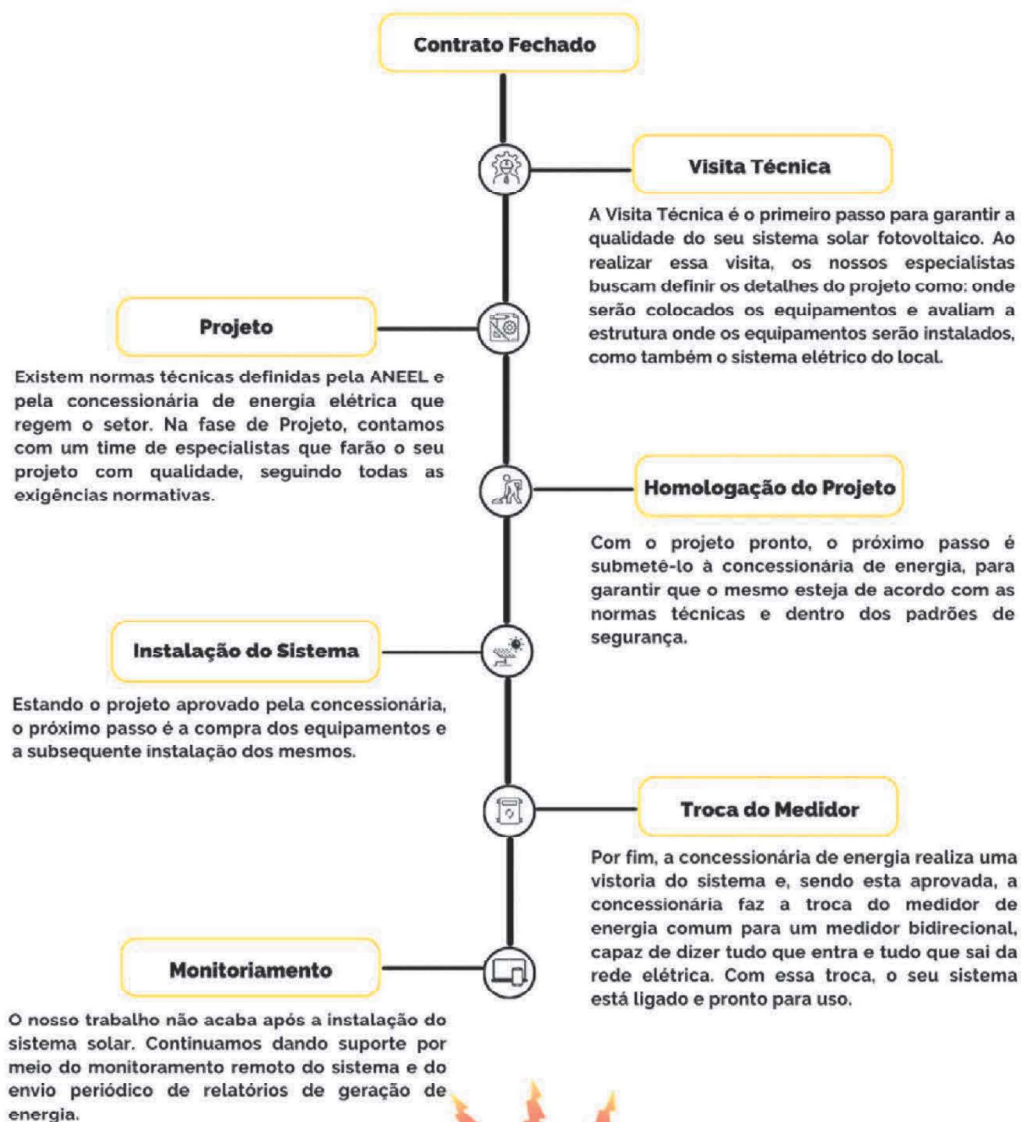 Contrato Fechado
Visita Técnica
A Visita Técnica é o primeiro passo para garantir a
qualidade do seu sistema solar fotovoltaico. Ao
realizar essa visita, os nossos especialistas
buscam definir os detalhes do projeto como: onde
serão colocados os equipamentos e avaliam a
estrutura onde os equipamentos serão instalados,
como também o sistema elétrico do local.
Projeto
Existem normas técnicas definidas pela ANEEL e
pela concessionária de energia elétrica que
regem o setor. Na fase de Projeto, contamos
com um time de especialistas que farão o seu
projeto com qualidade, seguindo todas as
exigências normativas.
Homologação do Projeto
Com o projeto pronto, o próximo passo é
submetê-lo à concessionária de energia, para
garantir que o mesmo esteja de acordo com as
normas técnicas e dentro dos padrões de
segurança.
Instalação do Sistema
Estando o projeto aprovado pela concessionária,
o próximo passo é a compra dos equipamentos e
a subsequente instalação dos mesmos.
Troca do Medidor
Por fim, a concessionária de energia realiza uma
vistoria do sistema e, sendo esta aprovada, a
concessionária faz a troca do medidor de
energia comum para um medidor bidirecional,
capaz de dizer tudo que entra e tudo que sai da
rede elétrica. Com essa troca, o seu sistema
está ligado e pronto para uso.
Monitoriamento
O nosso trabalho não acaba após a instalação do
sistema solar. Continuamos dando suporte por
meio do monitoramento remoto do sistema e do
envio periódico de relatórios de geração de
energia.